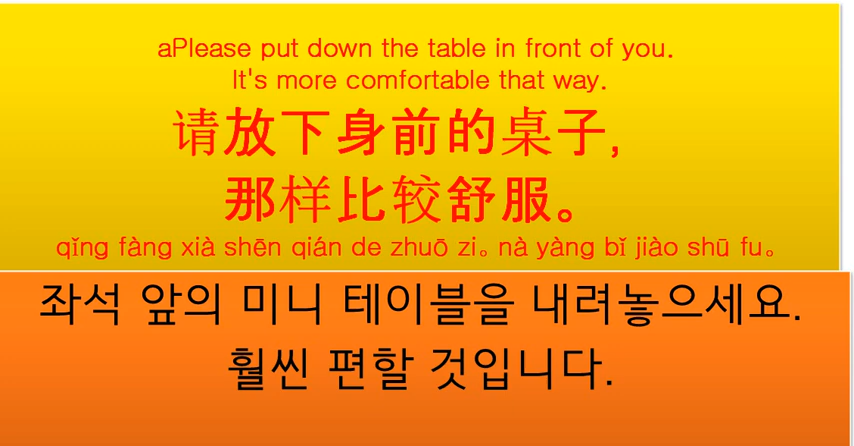 aPlease put down the table in front of you.
It's more comfortable that way.
请放下身前的桌子,
那样比较舒服。
qǐng fàng xià shēn qián de zhuō zi。nà yàng bǐ jiào shū fu。
좌석 앞의 미니 테이블을 내려놓으세요.
훨씬 편할 것입니다.